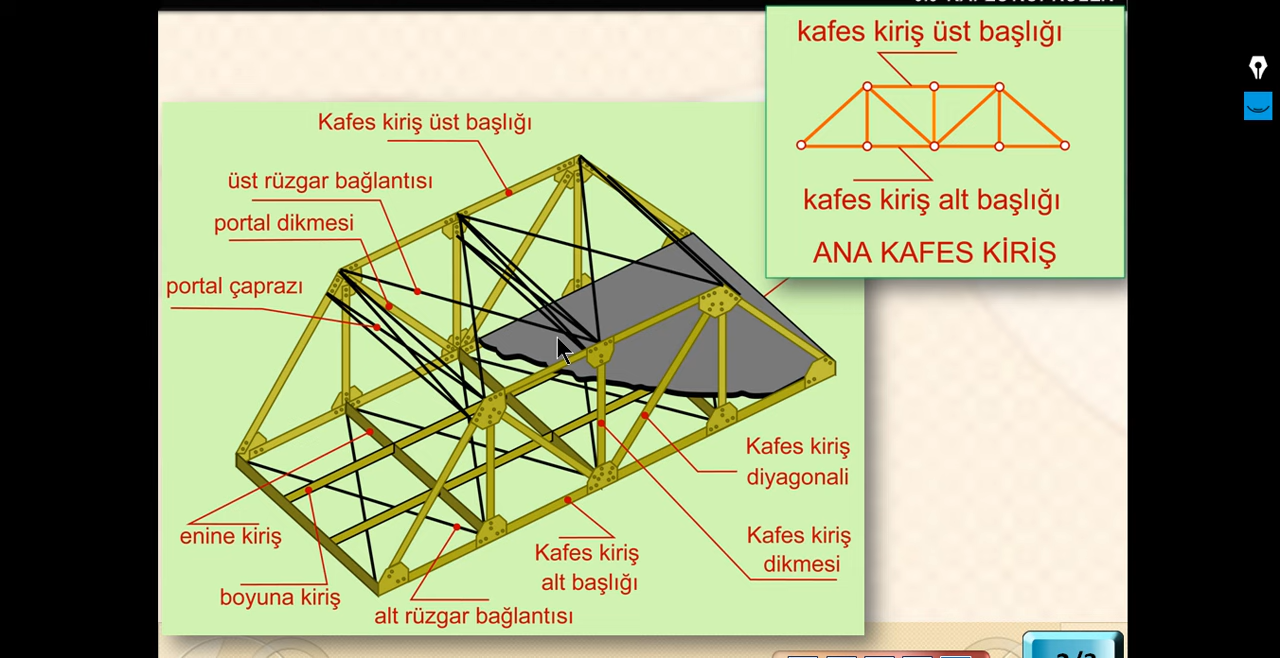 kafes kiriş üst başlığı
kafes kiriş alt başlığı
ANA KAFES KİRİŞ
Kafes kiriş üst başlığı
üst rüzgar bağlantısı
portal dikmesi
portal çaprazı
Kafes kiriş
diyagonali
Kafes kiriş
dikmesi
enine kiriş
Kafes kiriş
alt başlığı
boyuna kiriş
alt rüzgar bağlantısı